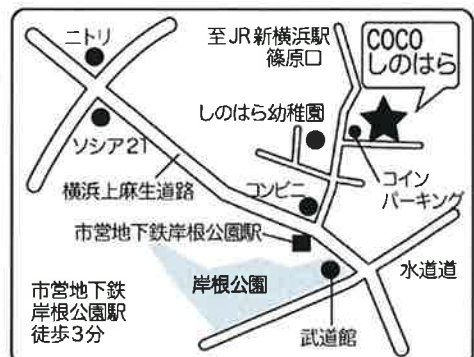 ニトリ
至JR新横浜駅
篠原口
COCO
しのはら
しのはら幼稚園
ソシア21
横浜上麻生道路
コンビニ
コイン
パーキング
市営地下鉄岸根公園駅
岸根公園
水道道
武道館
市営地下鉄
岸根公園駅
徒歩3分